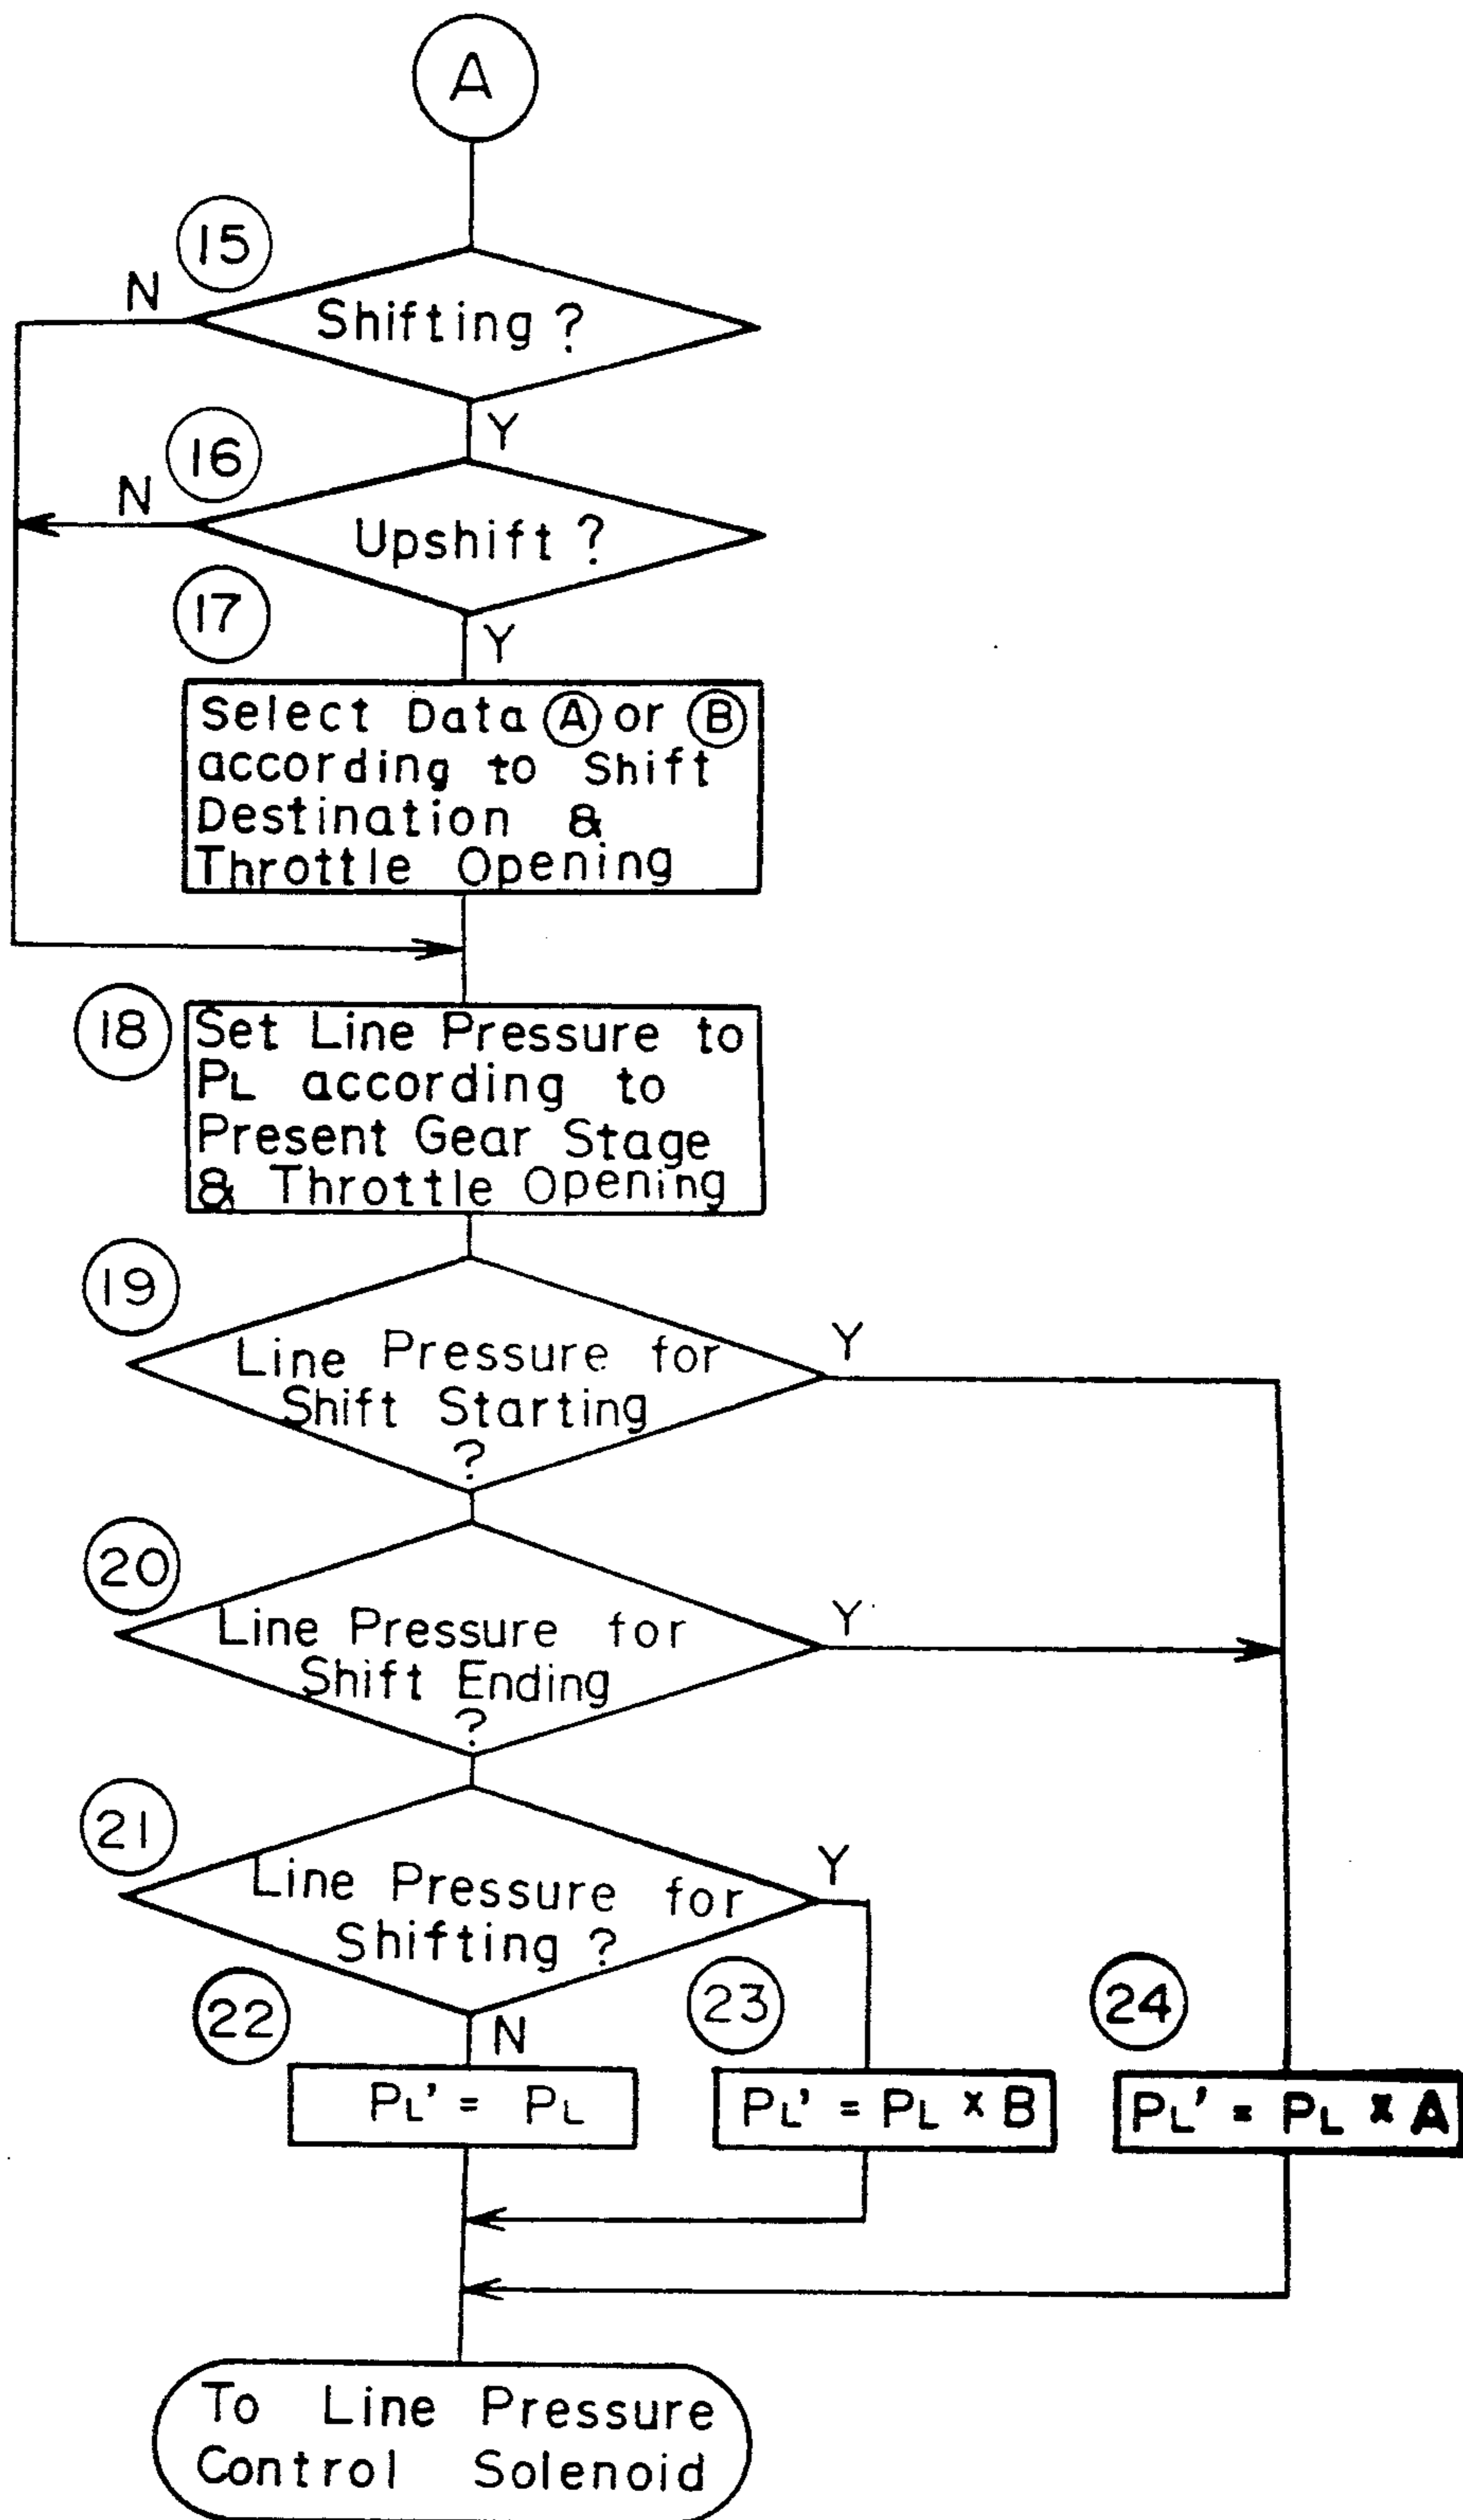 A
15
N
Shifting ?
Y
16
N
Upshift ?
17
Y
Select Data A or B
according to Shift
Destination &
Throttle Opening
18
Set Line Pressure to
PL according to
Present Gear Stage
& Throttle Opening
19
Y
Line Pressure for
Shift Starting
?
20
Y
Line Pressure for
Shift Ending
?
21
Y
Line Pressure for
Shifting ?
22
N
23
24
PL' = PL
PL' = PL × B
PL' = PL × A
To Line Pressure
Control Solenoid